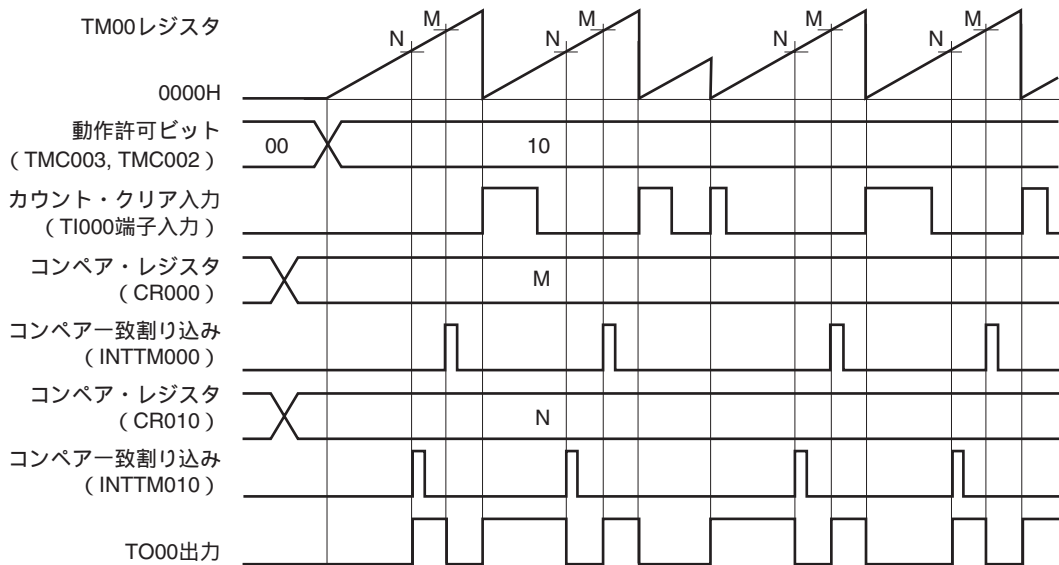 TM00レジスタ
M
N
M
N
M
N
M
N
0000H
動作許可ビット
（TMC003, TMC002）
00
10
カウント・クリア入力
（TI000端子入力）
コンペア・レジスタ
（CR000）
M
コンペア一致割り込み
（INTTM000）
コンペア・レジスタ
（CR010）
N
コンペア一致割り込み
（INTTM010）
TO00出力